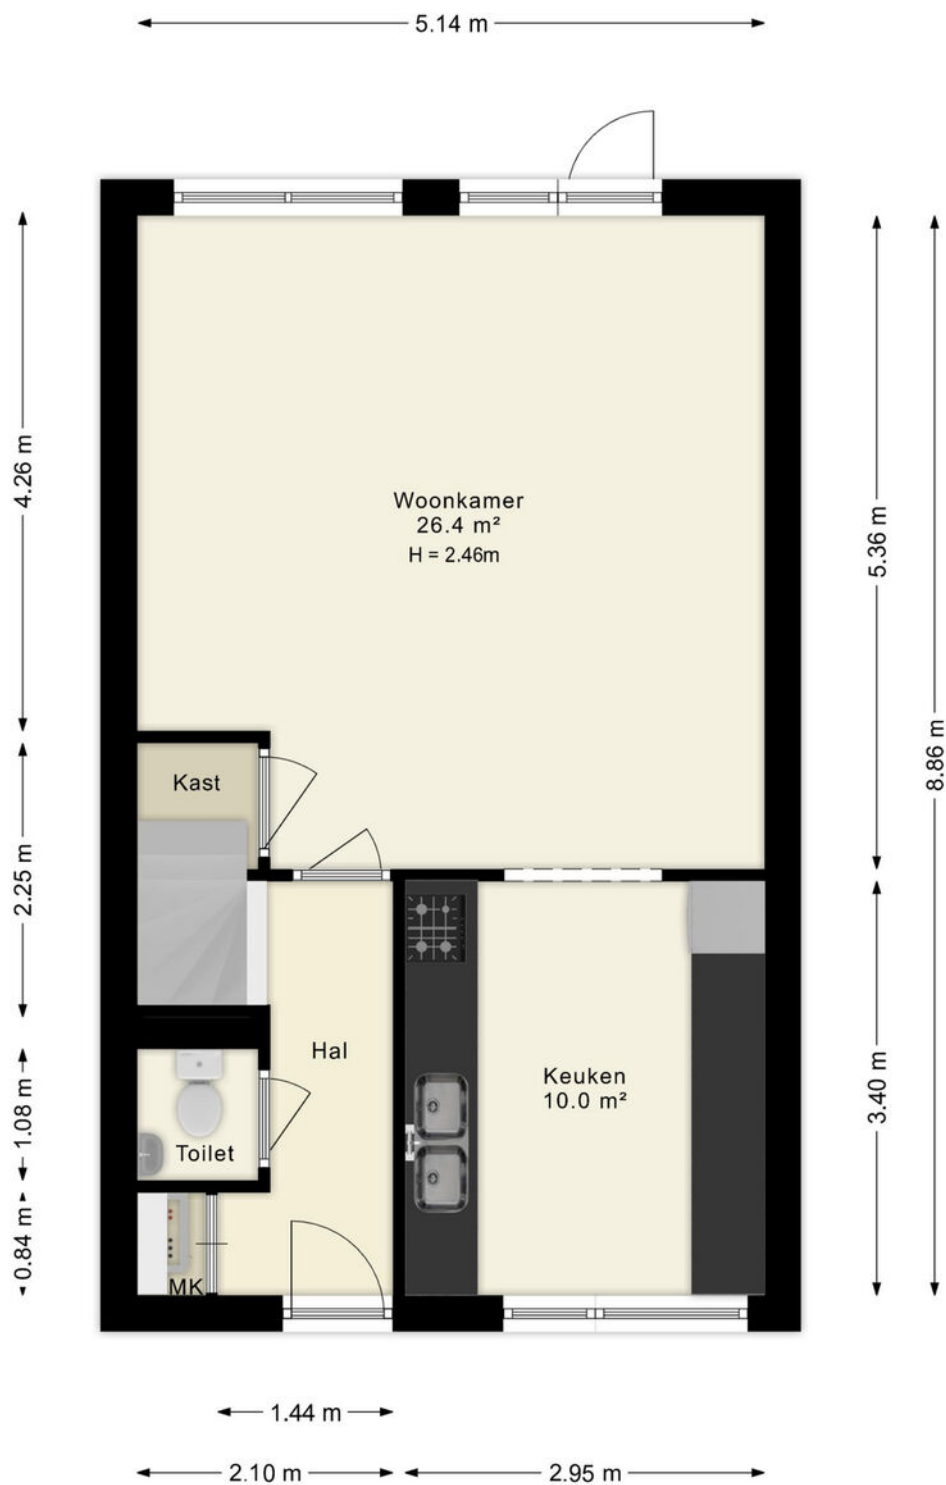 5.14 m
4.26 m
Woonkamer
26.4 m²
H = 2.46m
5.36 m
8.86 m
Kast
2.25 m
Hal
Keuken
10.0 m²
3.40 m
1.08 m
Toilet
0.84 m
MK
1.44 m
2.10 m
2.95 m